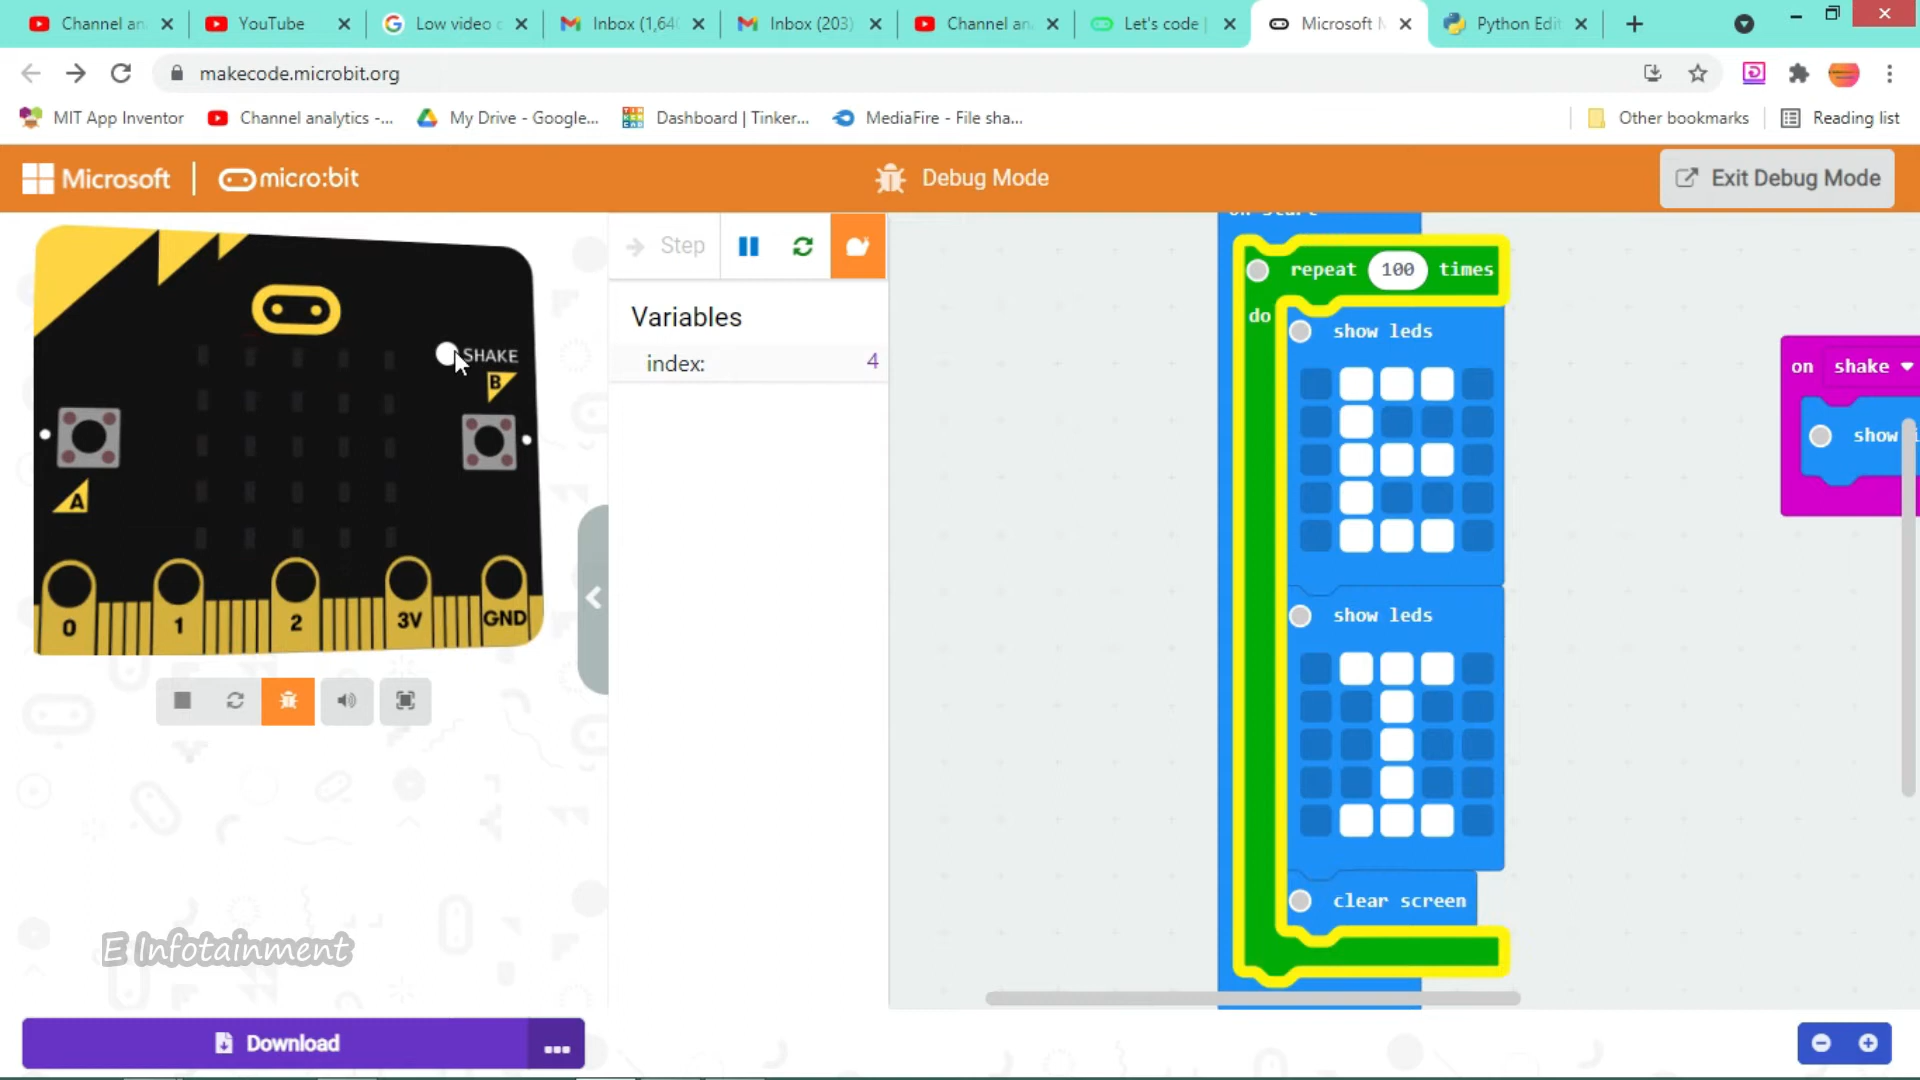 Channel an
YouTube
Low video c
Inbox (1,64
Inbox (203)
Channel an
Let's code |
Microsoft M
Python Edit
makecode.microbit.org
MIT App Inventor
Channel analytics -...
My Drive - Google...
Dashboard | Tinker...
MediaFire - File sha...
Other bookmarks
Reading list
Microsoft
micro:bit
Debug Mode
Exit Debug Mode
Step
Variables
index:
4
SHAKE
B
A
0
1
2
3V
GND
on start
repeat 100 times
do
show leds
show leds
clear screen
on shake
show
E Infotainment
Download
...